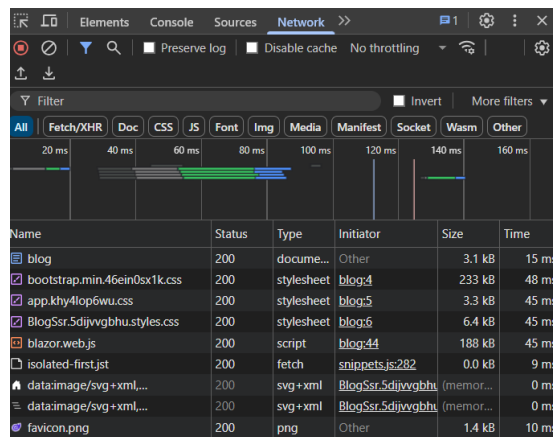 Elements Console Sources Network 1
Preserve log Disable cache No throttling
Filter Invert More filters
All Fetch/XHR Doc CSS JS Font Img Media Manifest Socket Wasm Other
20 ms 40 ms 60 ms 80 ms 100 ms 120 ms 140 ms 160 ms
Name Status Type Initiator Size Time
blog 200 docume... Other 3.1 kB 15 ms
bootstrap.min.46ein0sx1k.css 200 stylesheet blog:4 233 kB 48 ms
app.khy4lop6wu.css 200 stylesheet blog:5 3.3 kB 45 ms
BlogSsr.5dijvvgbhu.styles.css 200 stylesheet blog:6 6.4 kB 45 ms
blazor.web.js 200 script blog:44 188 kB 45 ms
isolated-first.jst 200 fetch snippets.js:282 0.0 kB 9 ms
data:image/svg+xml,... 200 svg+xml BlogSsr.5dijvvgbhu (memor... 0 ms
data:image/svg+xml,... 200 svg+xml BlogSsr.5dijvvgbhu (memor... 0 ms
favicon.png 200 png Other 1.4 kB 10 ms